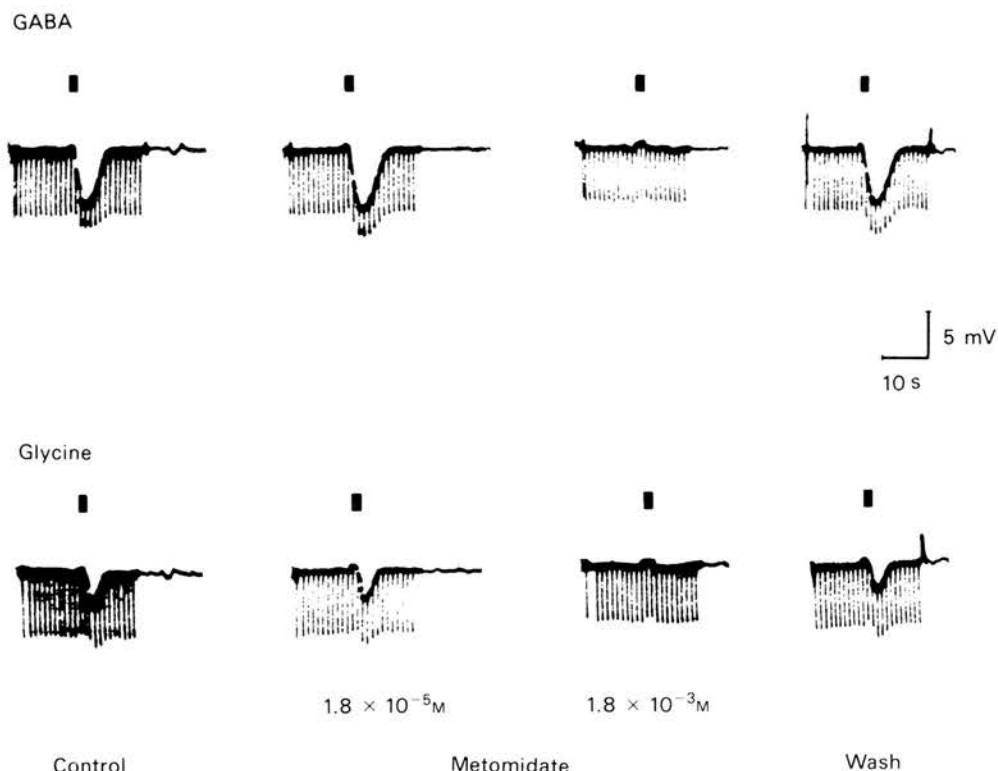 GABA
5 mV
10 s
Glycine
1.8 × 10⁻⁵M 1.8 × 10⁻³M
Control Metomidate Wash